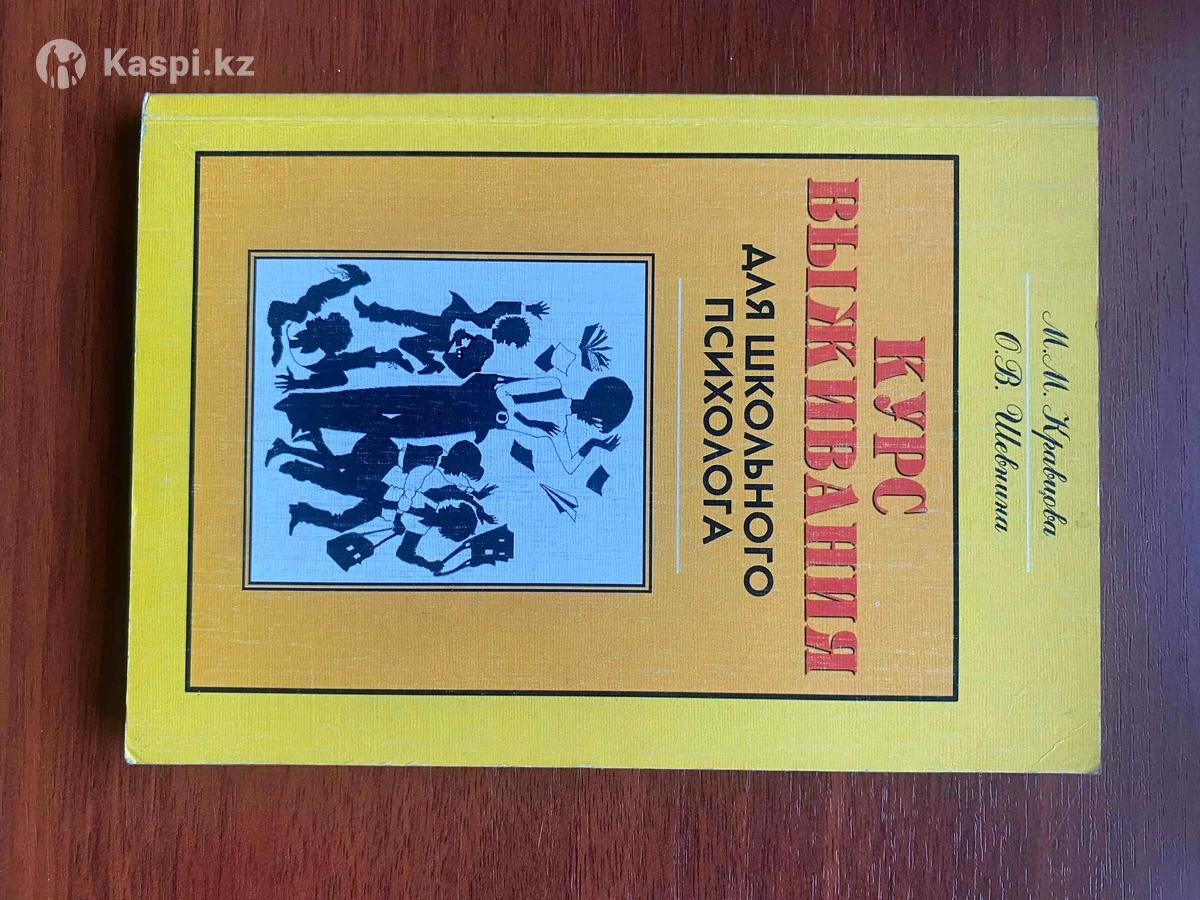 Kaspi.kz
М.М. Кравцова
О.В. Шевнина
КУРС
ВЫЖИВАНИЯ
ДЛЯ ШКОЛЬНОГО
ПСИХОЛОГА